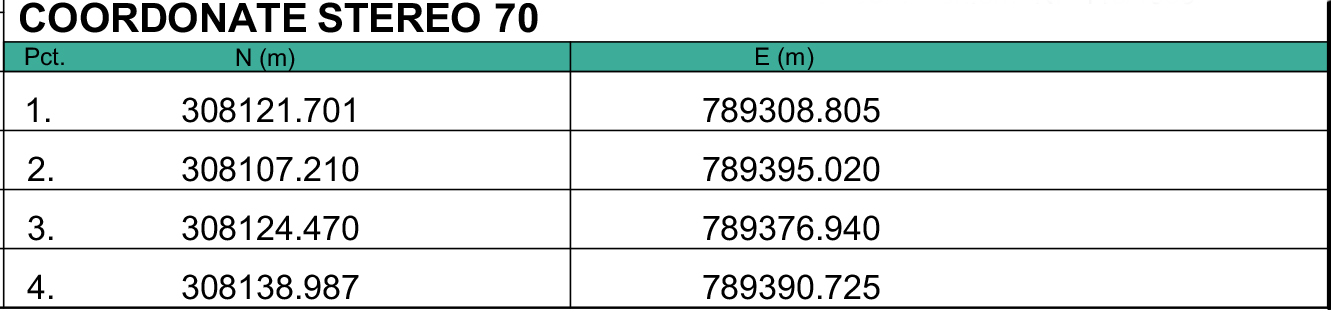 COORDONATE STEREO 70
Pct. N (m) E (m)
1. 308121.701 789308.805
2. 308107.210 789395.020
3. 308124.470 789376.940
4. 308138.987 789390.725